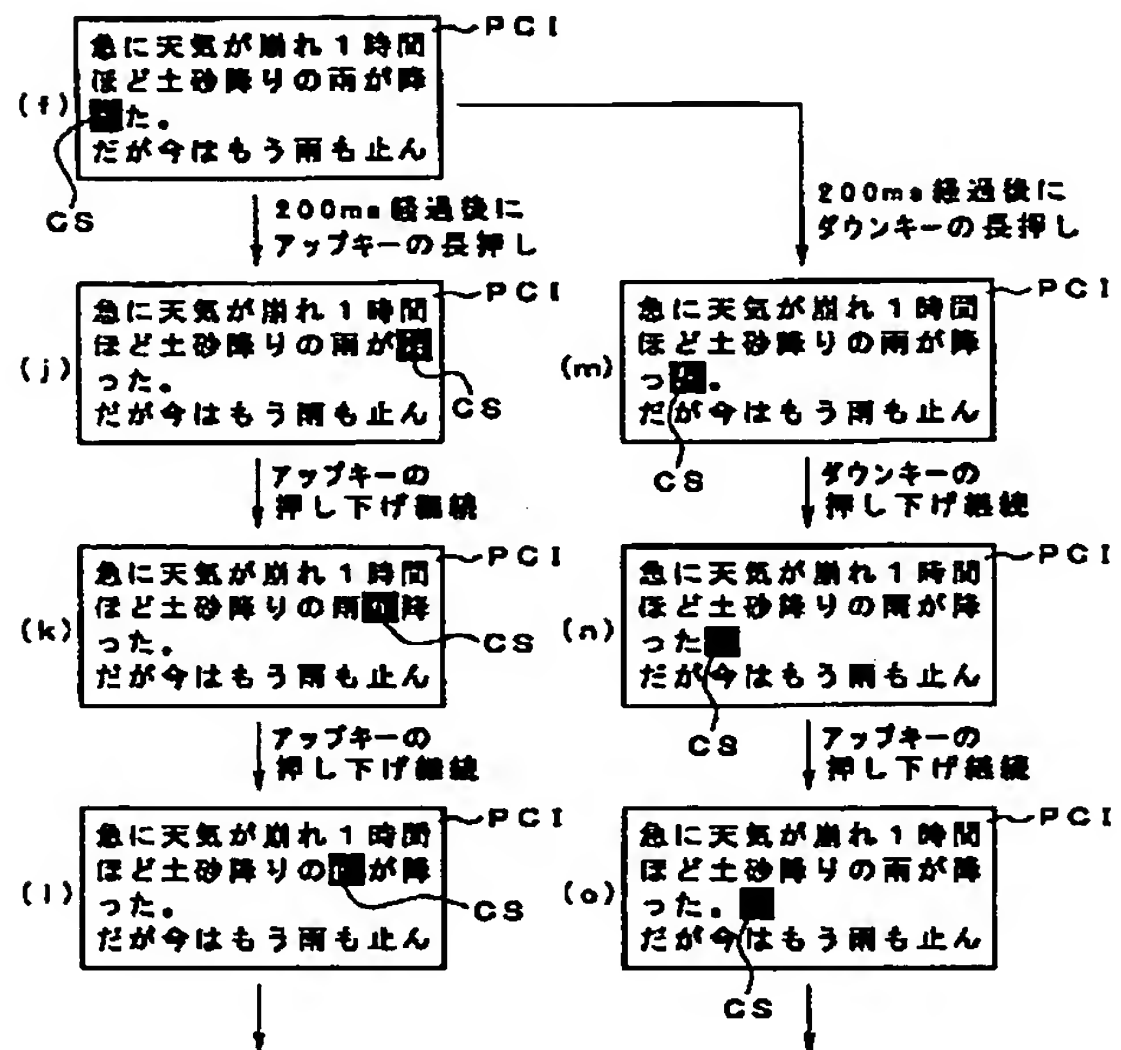 PCI
急に天気が崩れ1時間
ほど土砂降りの雨が降
(f)
った。
だが今はもう雨も止ん
CS
200ms経過後に
アップキーの長押し
200ms経過後に
ダウンキーの長押し
PCI
急に天気が崩れ1時間
ほど土砂降りの雨が降
(j)
った。
だが今はもう雨も止ん
CS
PCI
急に天気が崩れ1時間
ほど土砂降りの雨が降
(m)
った。
だが今はもう雨も止ん
CS
アップキーの
押し下げ継続
ダウンキーの
押し下げ継続
PCI
急に天気が崩れ1時間
ほど土砂降りの雨が降
(k)
った。
だが今はもう雨も止ん
CS
PCI
急に天気が崩れ1時間
ほど土砂降りの雨が降
(n)
った
だが今はもう雨も止ん
CS
アップキーの
押し下げ継続
アップキーの
押し下げ継続
PCI
急に天気が崩れ1時間
ほど土砂降りの雨が降
(l)
った。
だが今はもう雨も止ん
CS
PCI
急に天気が崩れ1時間
ほど土砂降りの雨が降
(o)
った。
だが今はもう雨も止ん
CS